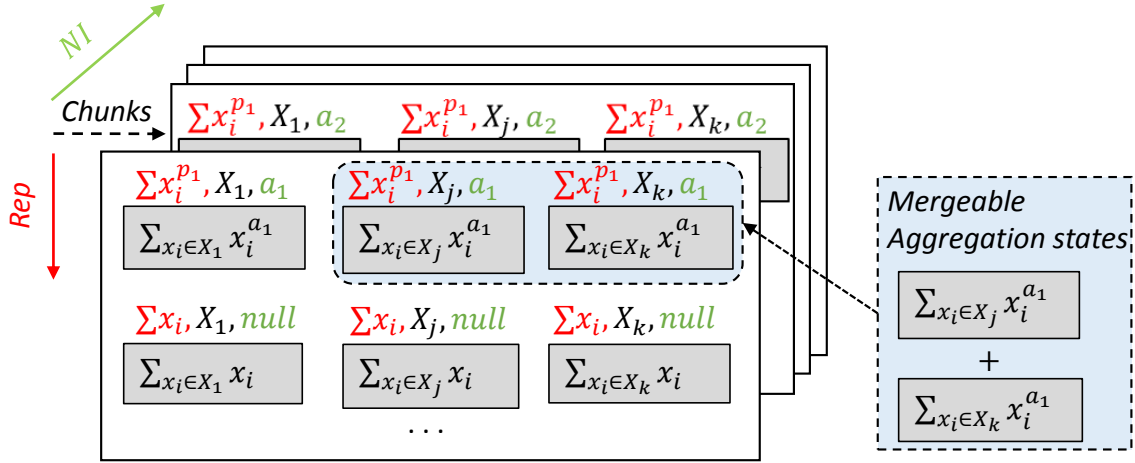 NI
Chunks
Rep
∑x_i^{p_1}, X_1, a_2 ∑x_i^{p_1}, X_j, a_2 ∑x_i^{p_1}, X_k, a_2
∑x_i^{p_1}, X_1, a_1 ∑x_i^{p_1}, X_j, a_1 ∑x_i^{p_1}, X_k, a_1
∑_{x_i∈X_1} x_i^{a_1} ∑_{x_i∈X_j} x_i^{a_1} ∑_{x_i∈X_k} x_i^{a_1}
∑x_i, X_1, null ∑x_i, X_j, null ∑x_i, X_k, null
∑_{x_i∈X_1} x_i ∑_{x_i∈X_j} x_i ∑_{x_i∈X_k} x_i
. . .
Mergeable
Aggregation states
∑_{x_i∈X_j} x_i^{a_1}
+
∑_{x_i∈X_k} x_i^{a_1}